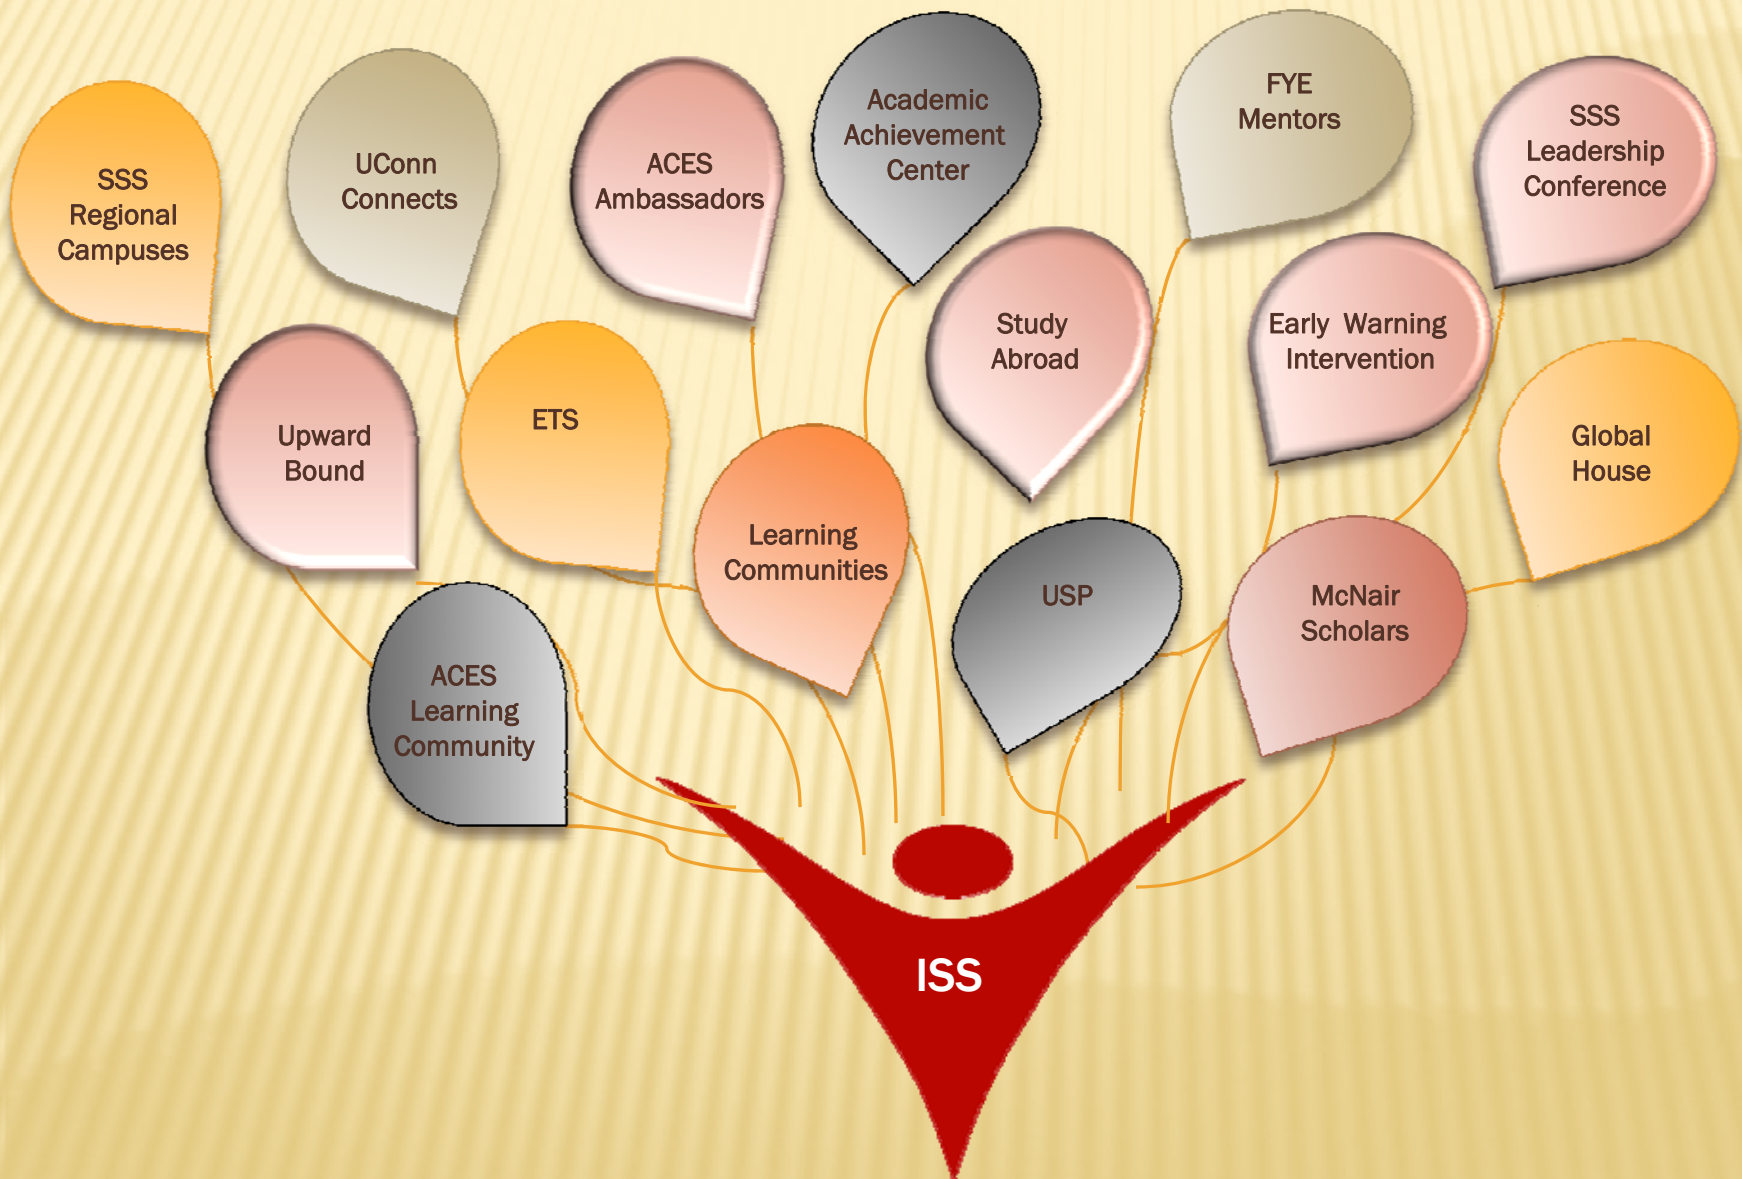 SSS
Regional
Campuses
UConn
Connects
ACES
Ambassadors
Academic
Achievement
Center
FYE
Mentors
SSS
Leadership
Conference
Upward
Bound
ETS
Study
Abroad
Early Warning
Intervention
Global
House
Learning
Communities
USP
McNair
Scholars
ACES
Learning
Community
ISS